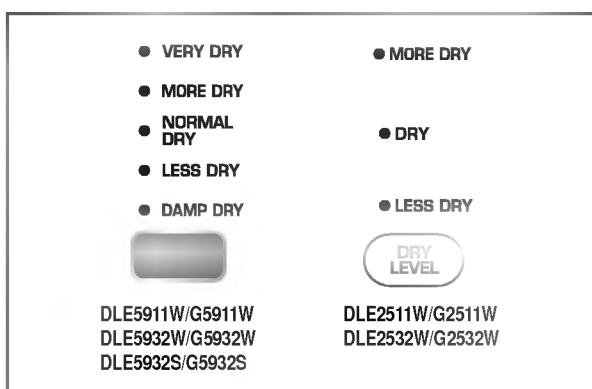 VERY DRY
MORE DRY
NORMAL
DRY
LESS DRY
DAMP DRY
DLE5911W/G5911W
DLE5932W/G5932W
DLE5932S/G5932S
MORE DRY
DRY
LESS DRY
DRY
LEVEL
DLE2511W/G2511W
DLE2532W/G2532W